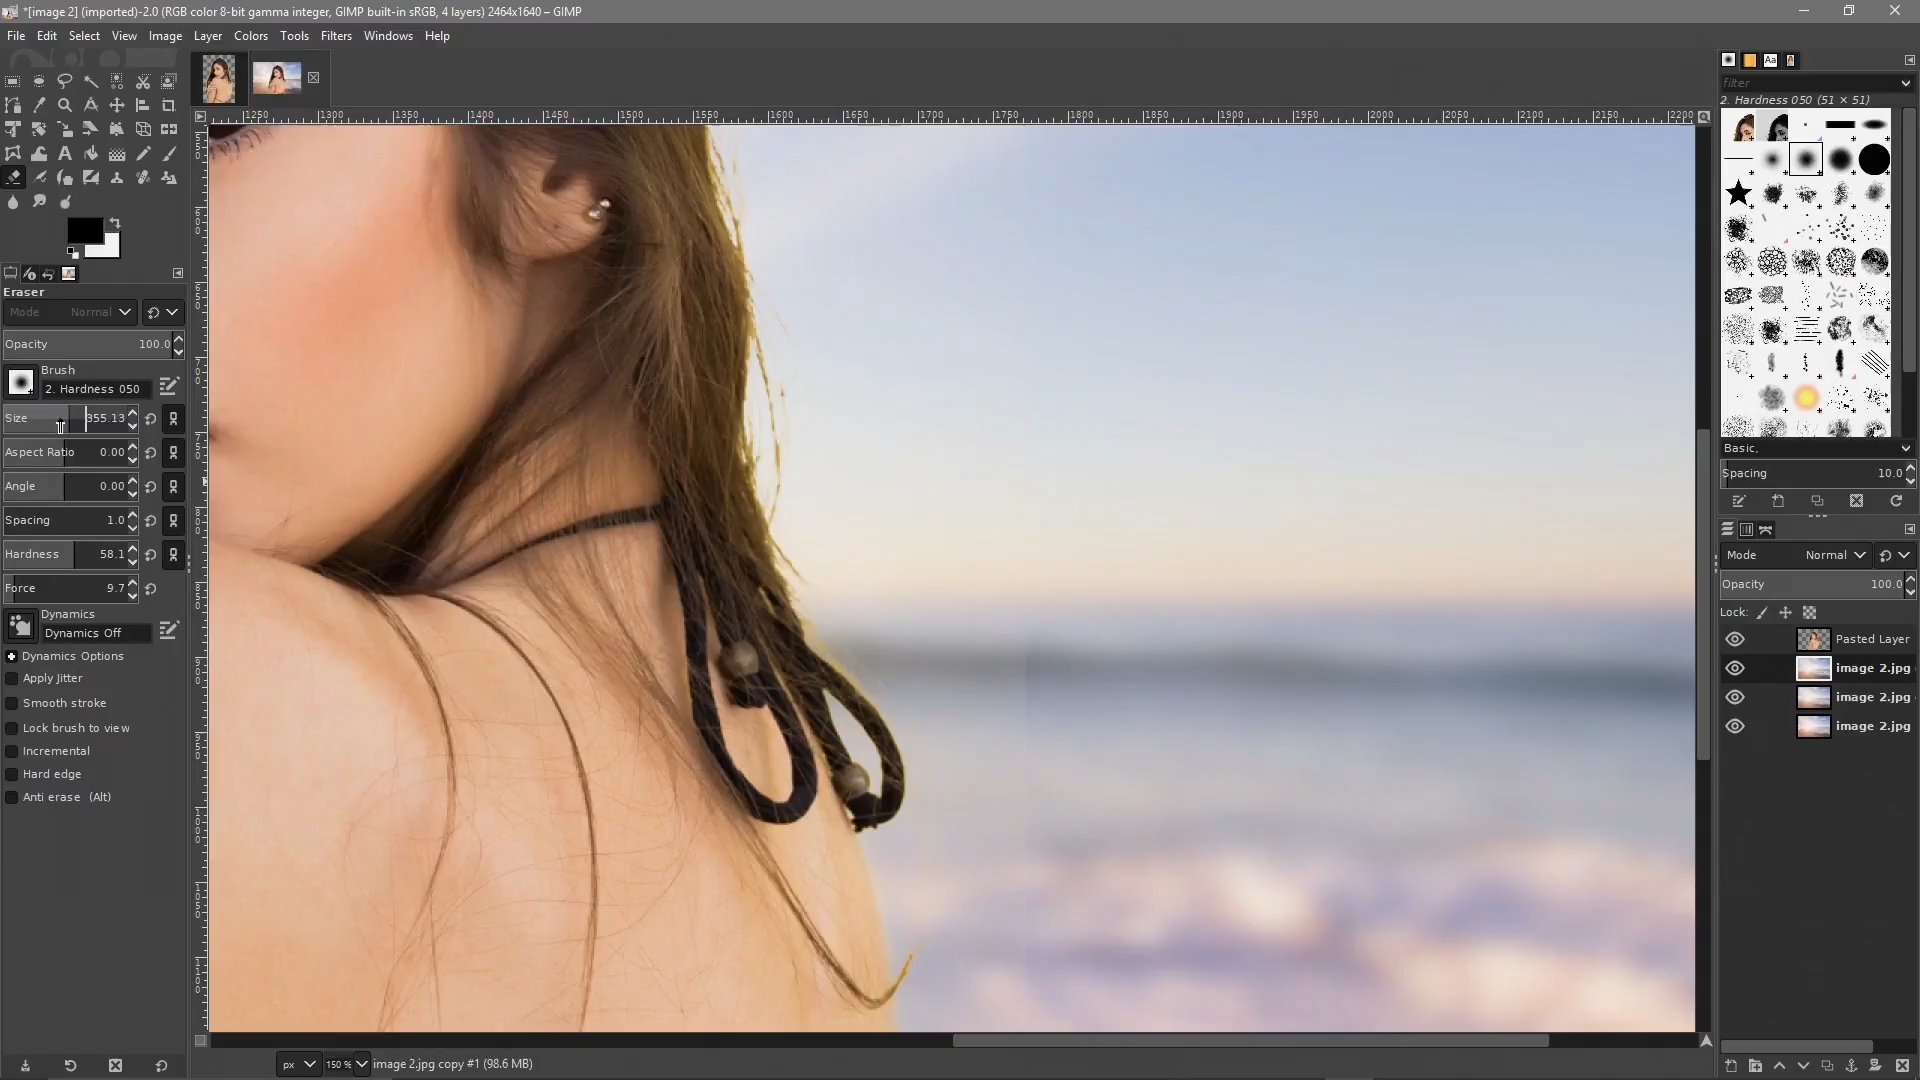 *[image 2] (imported)-2.0 (RGB color 8-bit gamma integer, GIMP built-in sRGB, 4 layers) 2464x1640 – GIMP
File Edit Select View Image Layer Colors Tools Filters Windows Help
1250 1300 1350 1400 1450 1500 1550 1600 1650 1700 1750 1800 1850 1900 1950 2000 2050 2100 2150 2200
Eraser
Mode Normal
Opacity 100.0
Brush
2. Hardness 050
Size 355.13
Aspect Ratio 0.00
Angle 0.00
Spacing 1.0
Hardness 58.1
Force 9.7
Dynamics
Dynamics Off
Dynamics Options
Apply Jitter
Smooth stroke
Lock brush to view
Incremental
Hard edge
Anti erase (Alt)
px 150 % image 2.jpg copy #1 (98.6 MB)
Aa
filter
2. Hardness 050 (51 × 51)
Basic,
Spacing 10.0
Mode Normal
Opacity 100.0
Lock:
Pasted Layer
image 2.jpg
image 2.jpg
image 2.jpg